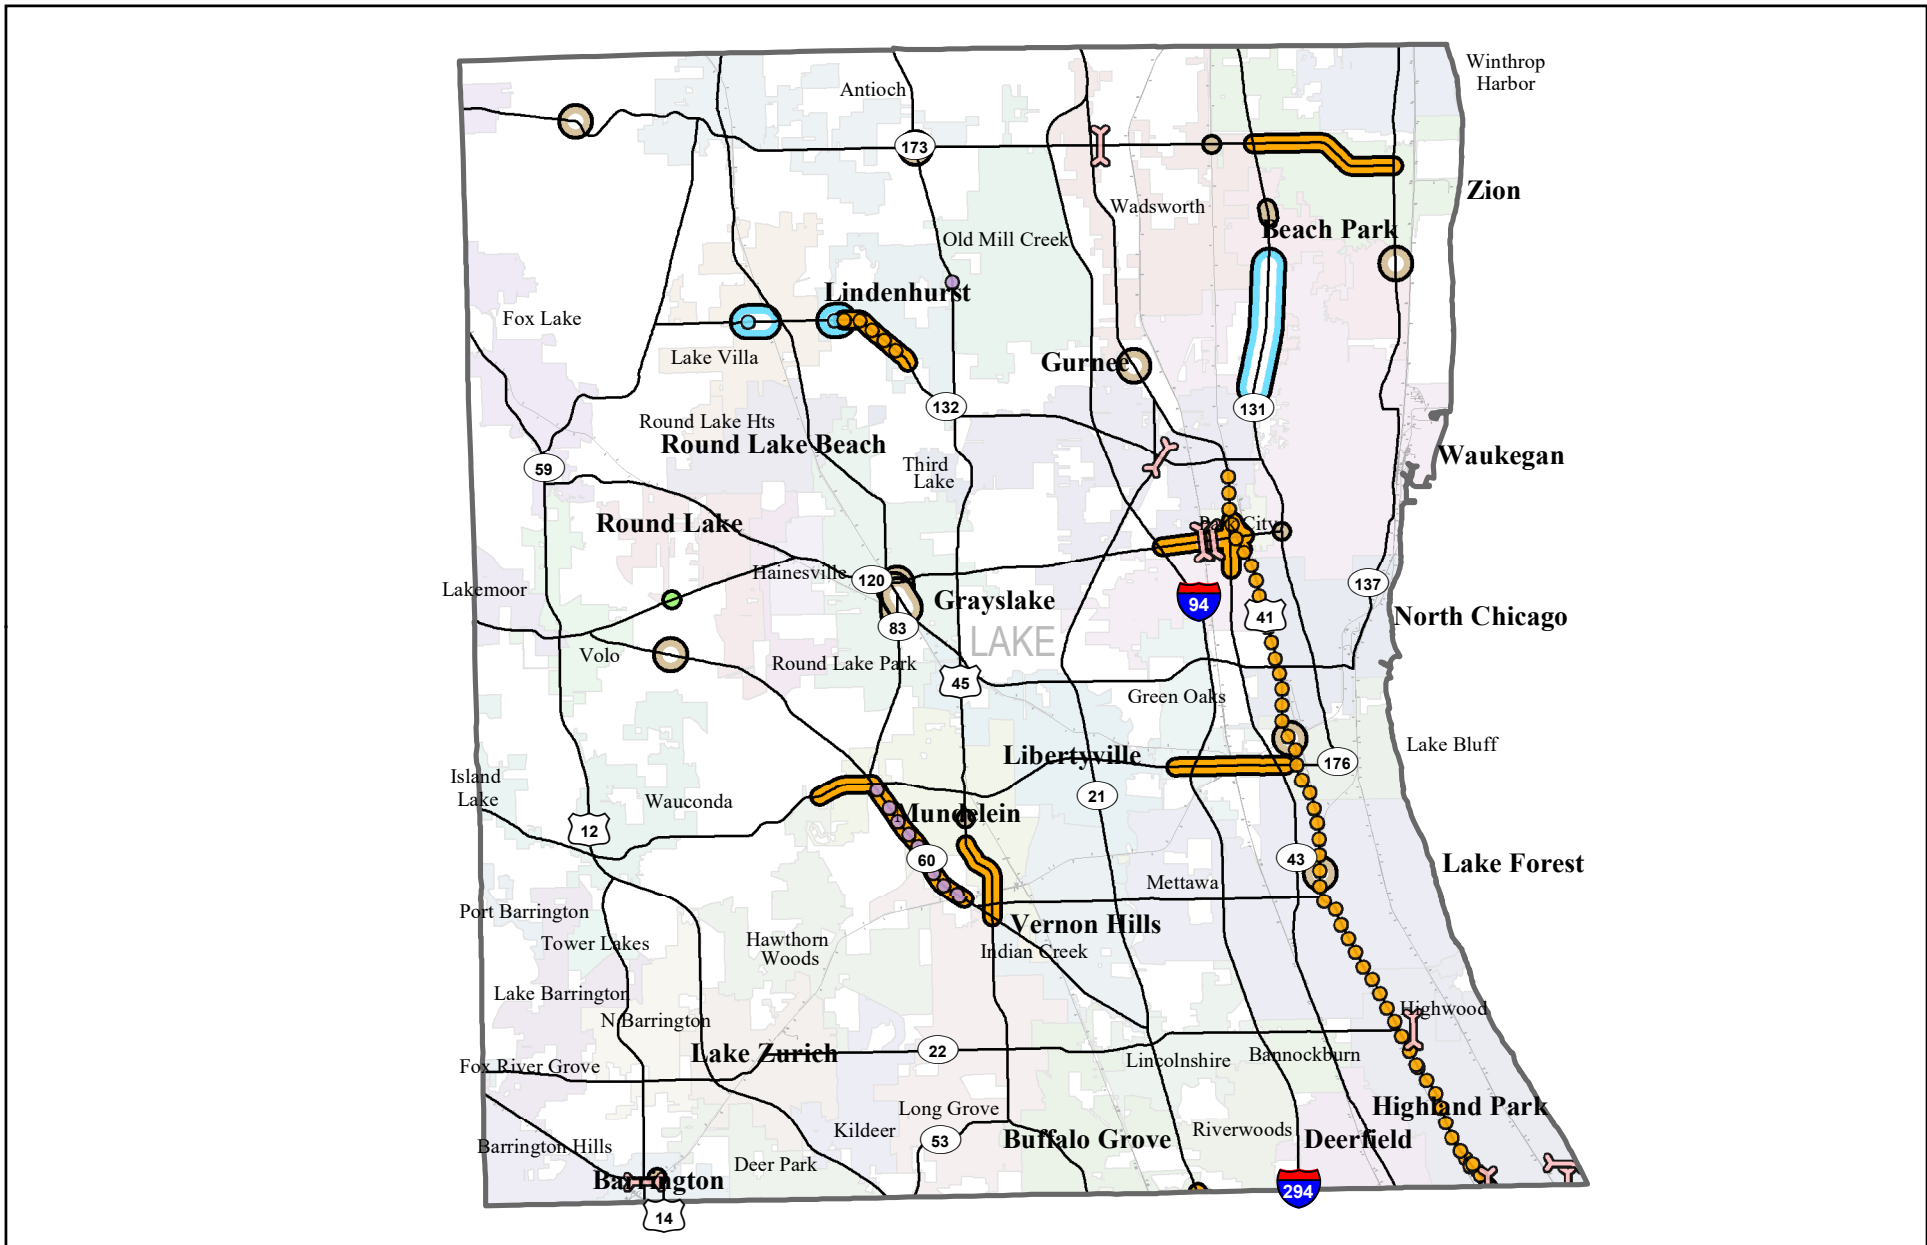 Winthrop
Harbor
Antioch
173
Zion
Wadsworth
Beach Park
Old Mill Creek
Lindenhurst
Fox Lake
Lake Villa
Gurnee
132
131
Round Lake Hts
Round Lake Beach
Third
Lake
59
Waukegan
Round Lake
Park City
Hainesville
120
137
Lakemoor
Grayslake
94
41
North Chicago
83
LAKE
Volo
Round Lake Park
45
Green Oaks
Lake Bluff
Libertyville
176
Island
Lake
Wauconda
21
Mundelein
12
60
43
Lake Forest
Mettawa
Port Barrington
Vernon Hills
Tower Lakes
Hawthorn
Woods
Indian Creek
Lake Barrington
Highwood
N Barrington
Lake Zurich
22
Lincolnshire
Bannockburn
Fox River Grove
Long Grove
Highland Park
Kildeer
53
Buffalo Grove
Riverwoods
Deerfield
Barrington Hills
Deer Park
Barrington
294
14